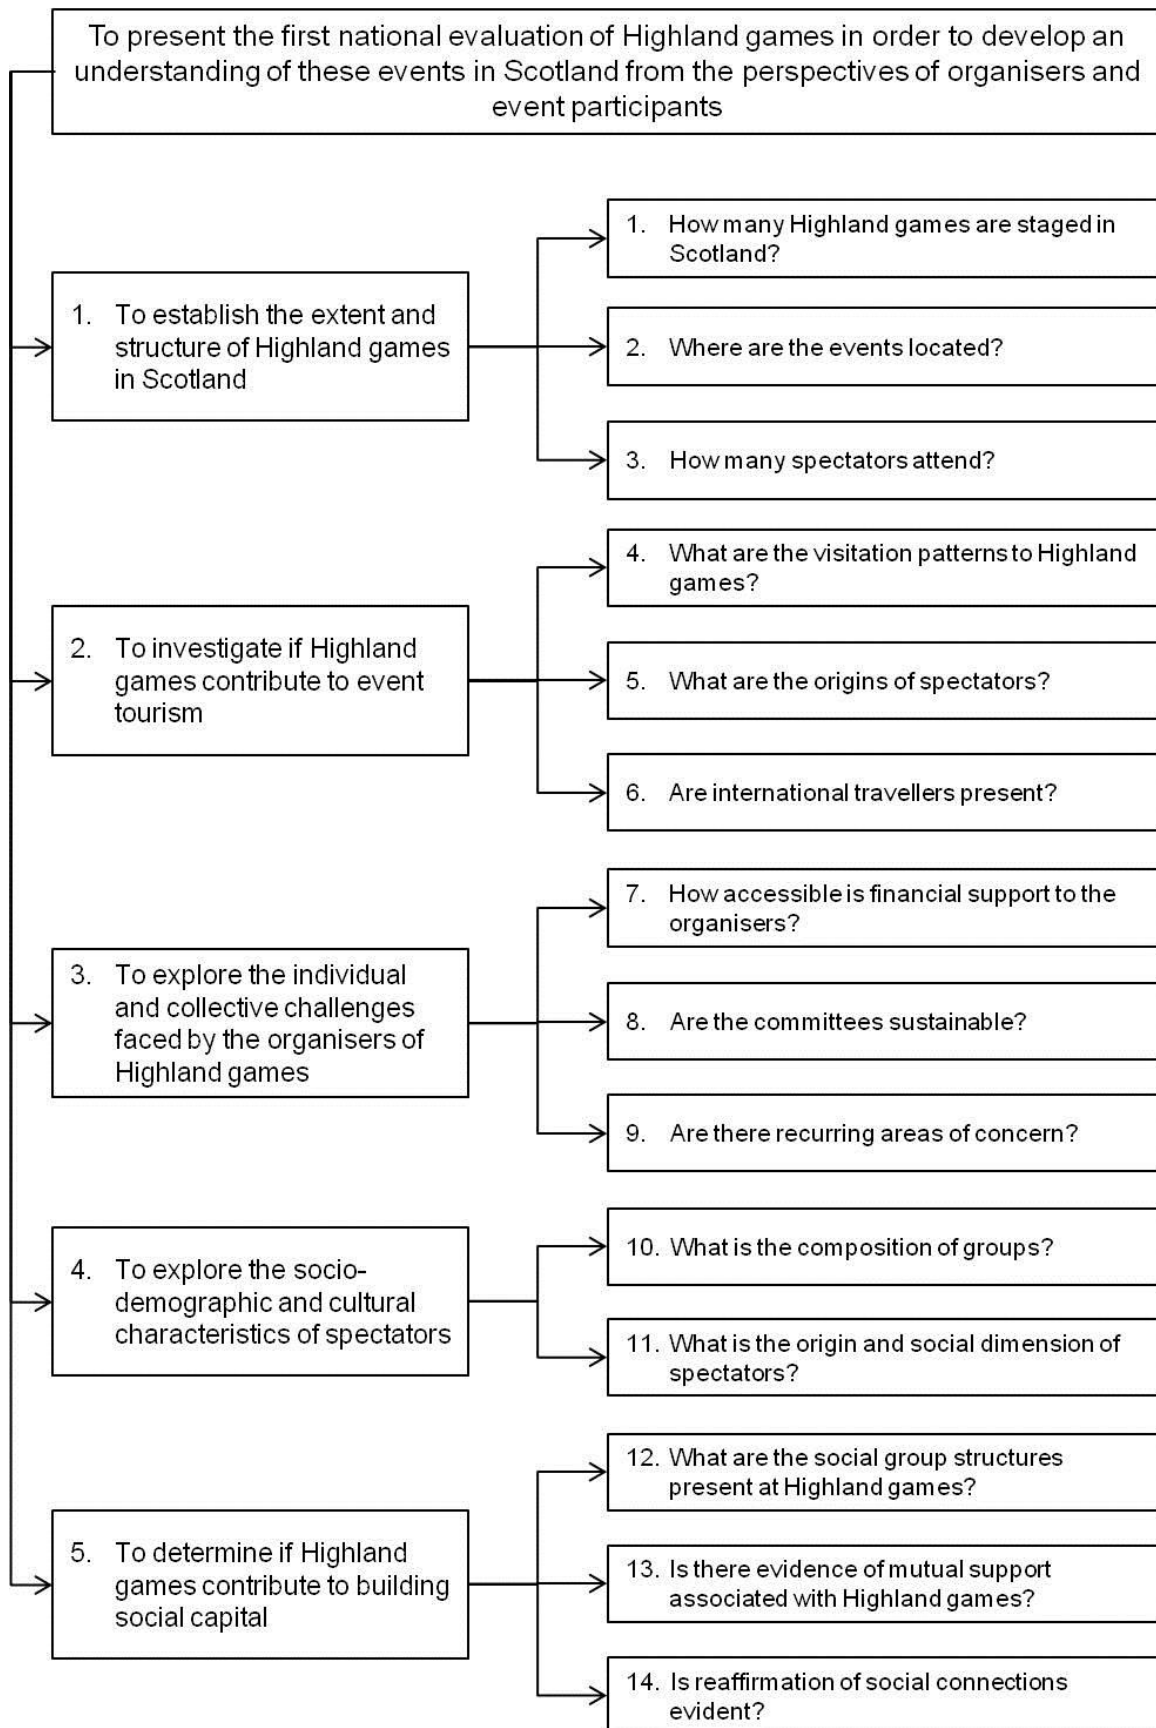 To present the first national evaluation of Highland games in order to develop an
understanding of these events in Scotland from the perspectives of organisers and
event participants
1. To establish the extent and
structure of Highland games
in Scotland
1. How many Highland games are staged in
Scotland?
2. Where are the events located?
3. How many spectators attend?
2. To investigate if Highland
games contribute to event
tourism
4. What are the visitation patterns to Highland
games?
5. What are the origins of spectators?
6. Are international travellers present?
3. To explore the individual
and collective challenges
faced by the organisers of
Highland games
7. How accessible is financial support to the
organisers?
8. Are the committees sustainable?
9. Are there recurring areas of concern?
4. To explore the socio-
demographic and cultural
characteristics of spectators
10. What is the composition of groups?
11. What is the origin and social dimension of
spectators?
5. To determine if Highland
games contribute to building
social capital
12. What are the social group structures
present at Highland games?
13. Is there evidence of mutual support
associated with Highland games?
14. Is reaffirmation of social connections
evident?